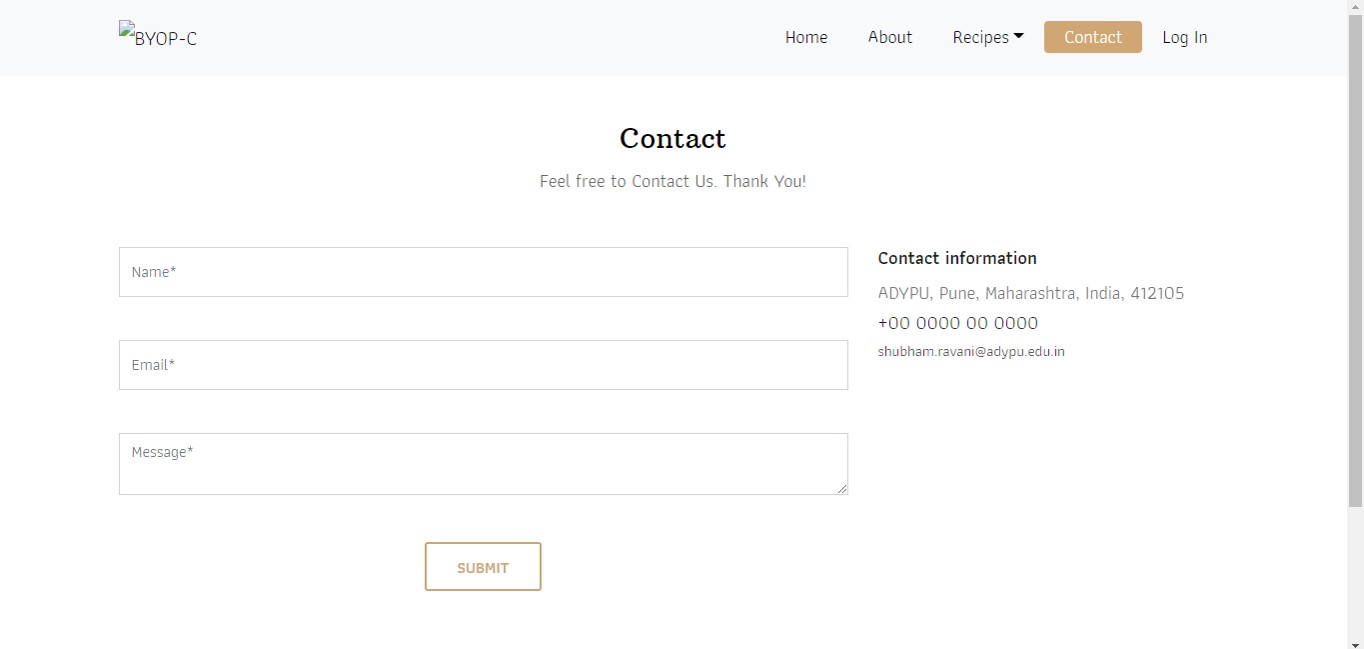 BYOP-C
Home About Recipes Contact Log In
Contact
Feel free to Contact Us. Thank You!
Name*
Email*
Message*
SUBMIT
Contact information
ADYPU, Pune, Maharashtra, India, 412105
+00 0000 00 0000
shubham.ravani@adypu.edu.in